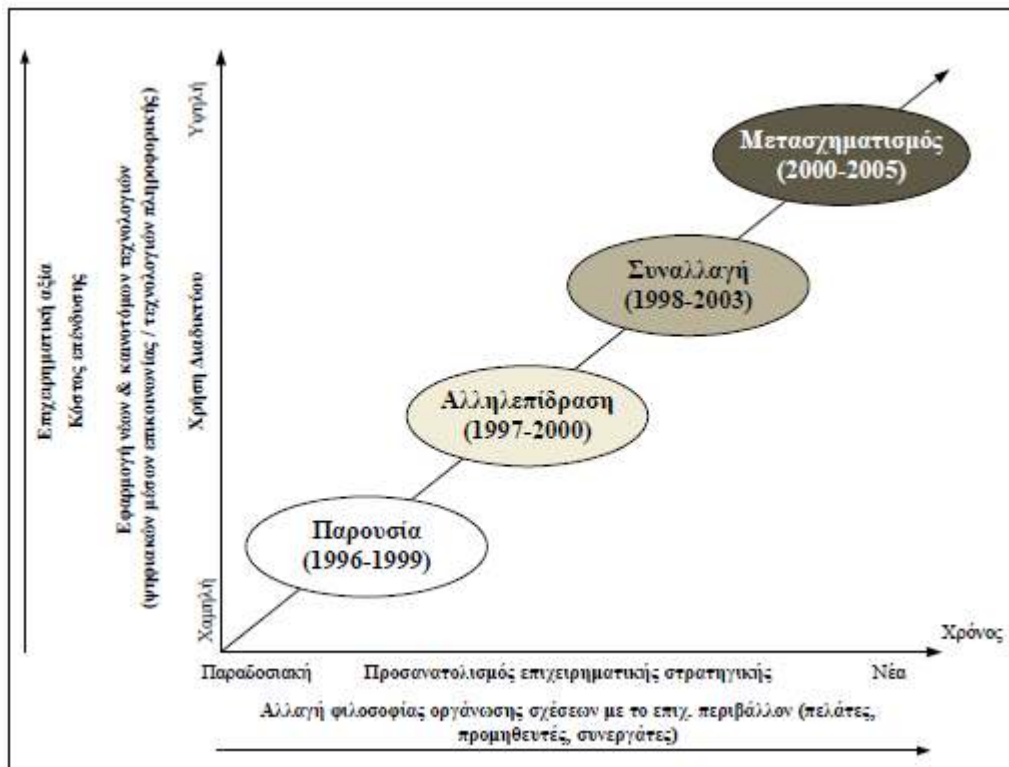 Επιχειρηματική αξία
Κόστος επένδυσης
Εφαρμογή νέων & καινοτόμων τεχνολογιών
(ψηφιακών μέσων επικοινωνίας / τεχνολογιών πληροφορικής)
Υψηλή
Χρήση Διαδικτύου
Χαμηλή
Μετασχηματισμός
(2000-2005)
Συναλλαγή
(1998-2003)
Αλληλεπίδραση
(1997-2000)
Παρουσία
(1996-1999)
Χρόνος
Παραδοσιακή Προσανατολισμός επιχειρηματικής στρατηγικής Νέα
Αλλαγή φιλοσοφίας οργάνωσης σχέσεων με το επιχ. περιβάλλον (πελάτες,
προμηθευτές, συνεργάτες)